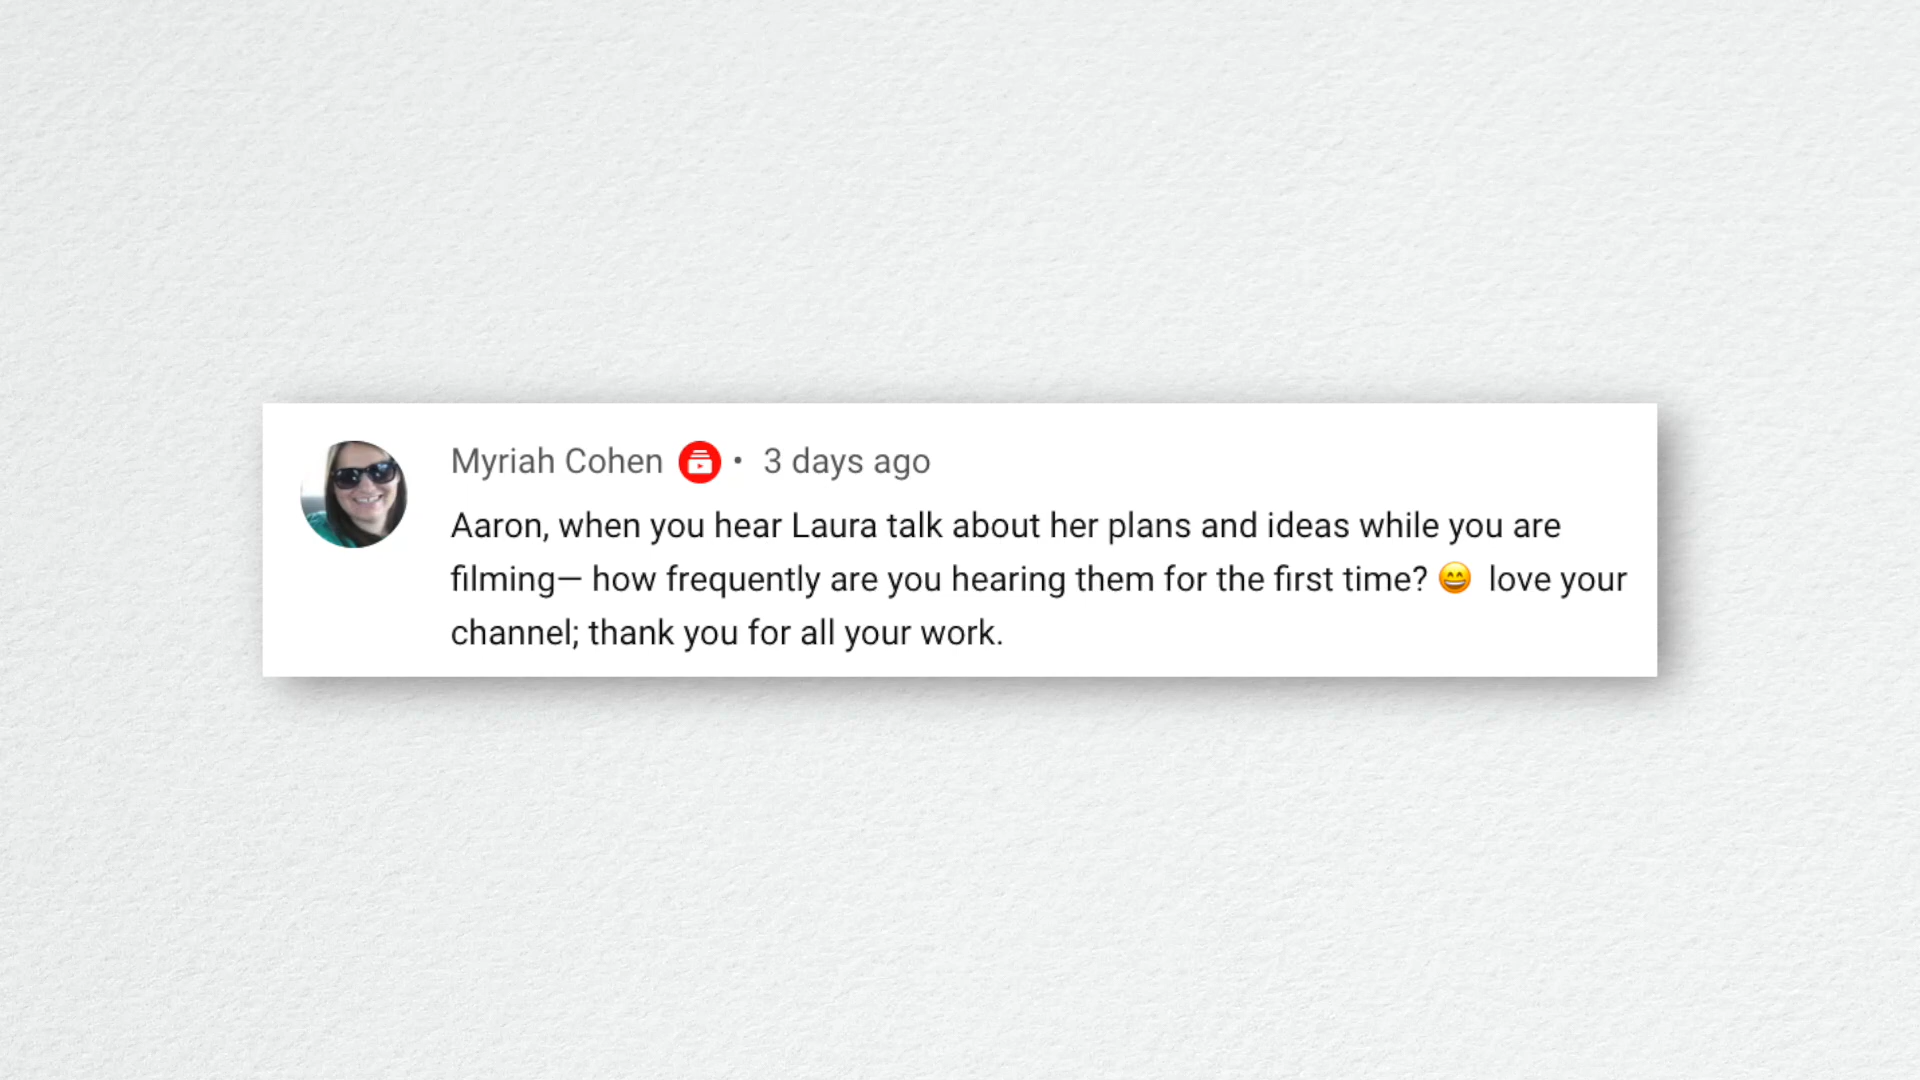 Myriah Cohen • 3 days ago
Aaron, when you hear Laura talk about her plans and ideas while you are
filming— how frequently are you hearing them for the first time? 😄 love your
channel; thank you for all your work.